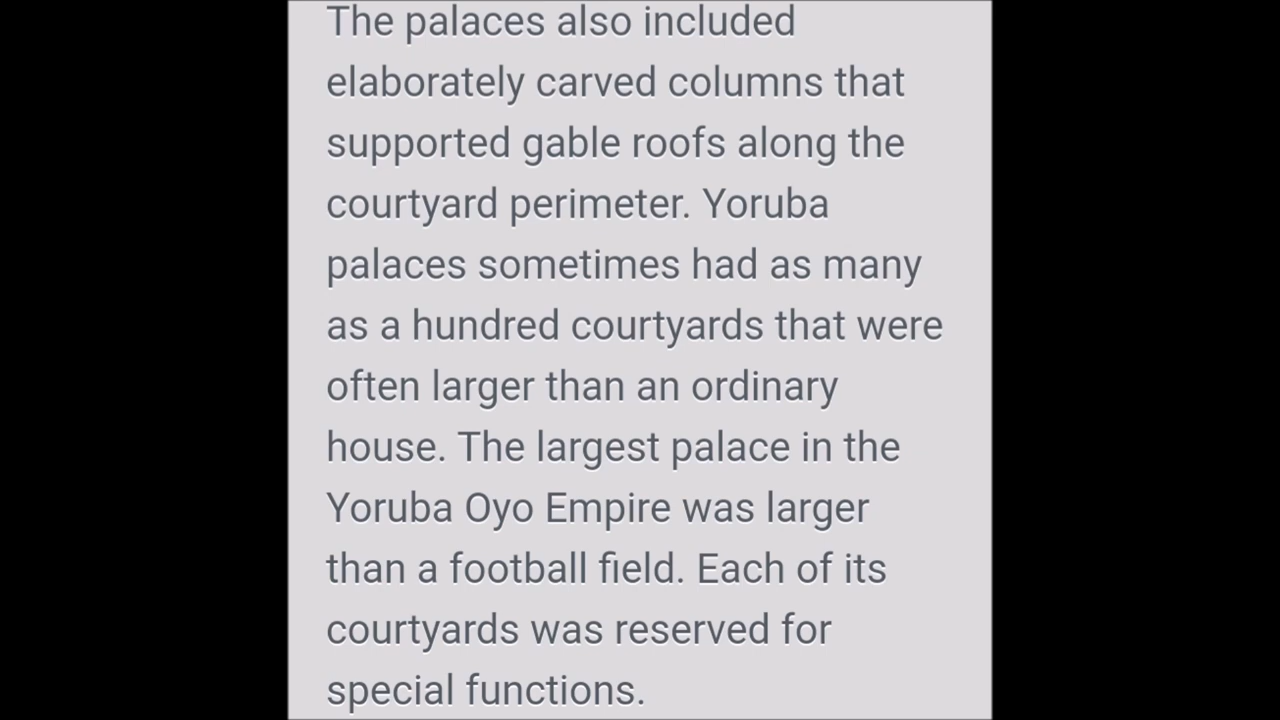 The palaces also included
elaborately carved columns that
supported gable roofs along the
courtyard perimeter. Yoruba
palaces sometimes had as many
as a hundred courtyards that were
often larger than an ordinary
house. The largest palace in the
Yoruba Oyo Empire was larger
than a football field. Each of its
courtyards was reserved for
special functions.